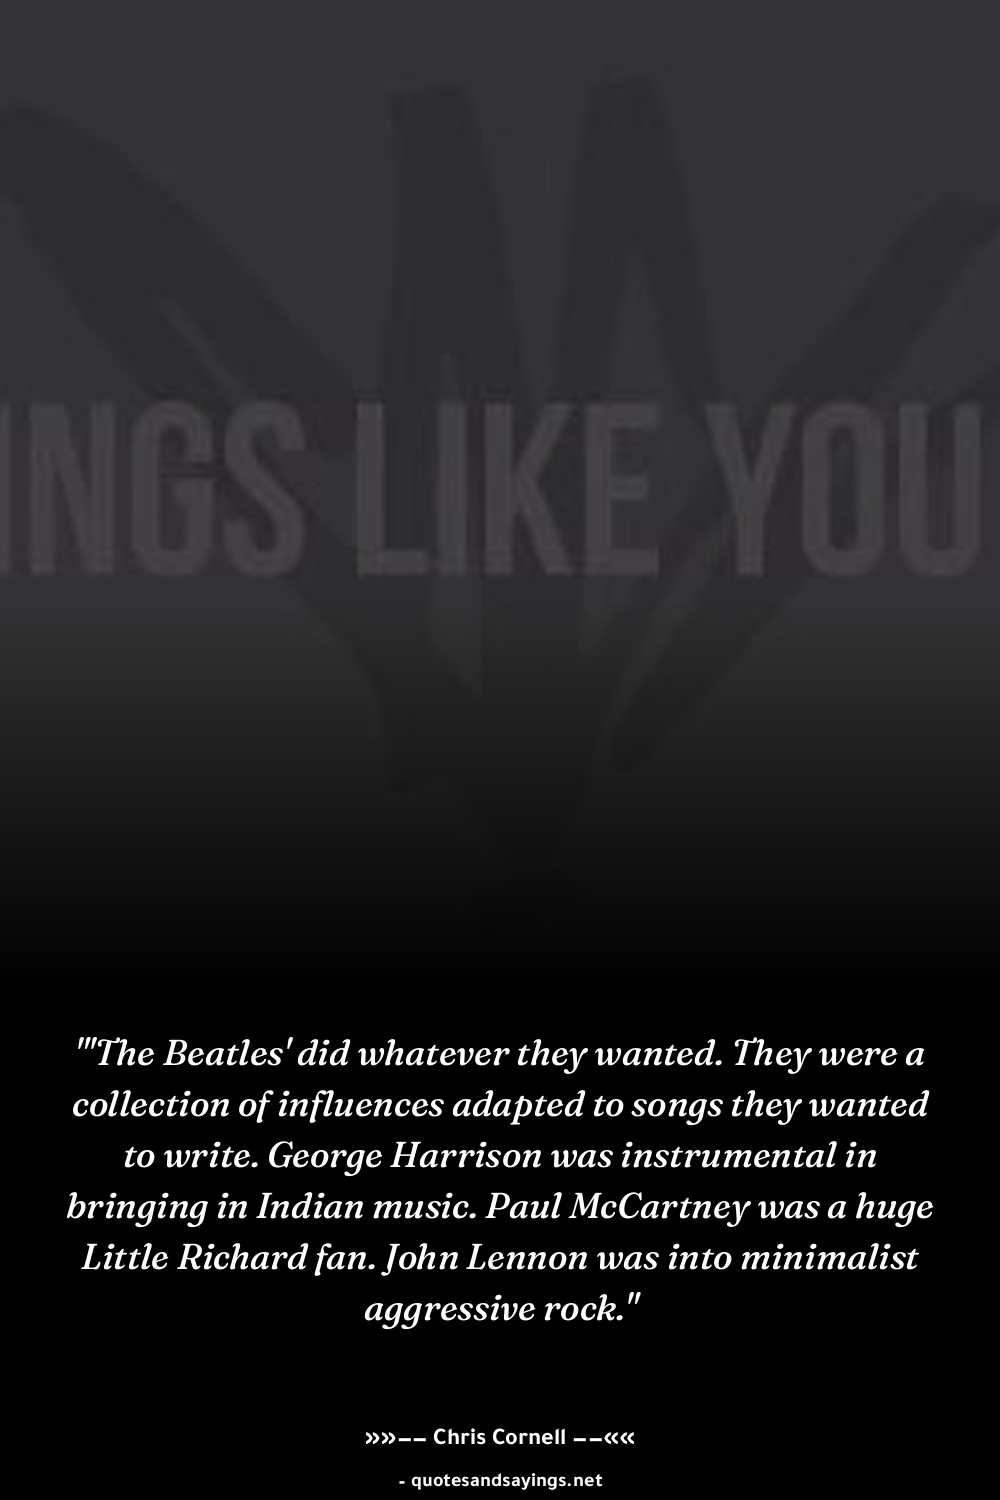 INGS LIKE YOU
"'The Beatles' did whatever they wanted. They were a
collection of influences adapted to songs they wanted
to write. George Harrison was instrumental in
bringing in Indian music. Paul McCartney was a huge
Little Richard fan. John Lennon was into minimalist
aggressive rock."
»»−− Chris Cornell −−««
- quotesandsayings.net